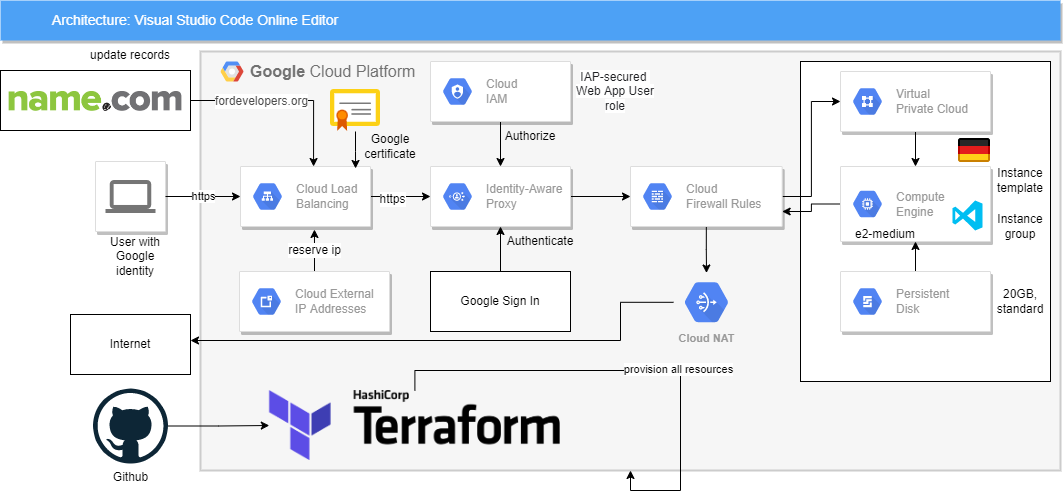 Architecture: Visual Studio Code Online Editor
update records
name.com
fordevelopers.org
Google Cloud Platform
Google
certificate
Cloud
IAM
IAP-secured
Web App User
role
Authorize
Virtual
Private Cloud
https
Cloud Load
Balancing
https
Identity-Aware
Proxy
Cloud
Firewall Rules
Compute
Engine
e2-medium
Instance
template
Instance
group
User with
Google
identity
reserve ip
Authenticate
Cloud External
IP Addresses
Google Sign In
Cloud NAT
Persistent
Disk
20GB,
standard
Internet
provision all resources
HashiCorp
Terraform
Github